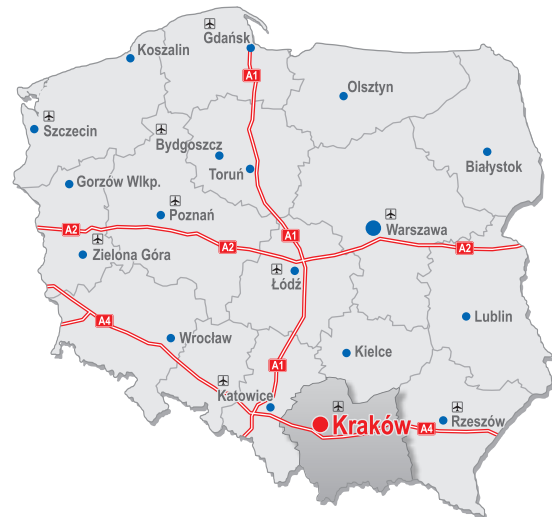 Gdańsk
Koszalin
A1
Olsztyn
Szczecin
Bydgoszcz
Białystok
Toruń
Gorzów Wlkp.
Poznań
A2
A1
Warszawa
A2
A2
Zielona Góra
Łódź
A4
Lublin
Wrocław
Kielce
A1
Katowice
Kraków
Rzeszów
A4